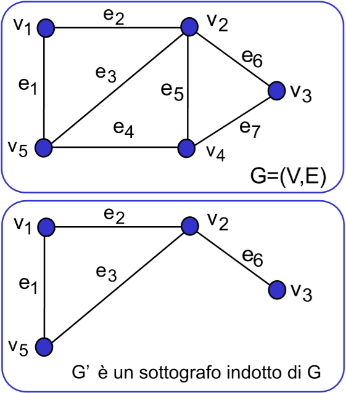 v1 e2 v2
e6
e1 e3 e5 v3
e7
v5 e4 v4
G=(V,E)
v1 e2 v2
e6
e1 e3
v3
v5
G' è un sottografo indotto di G